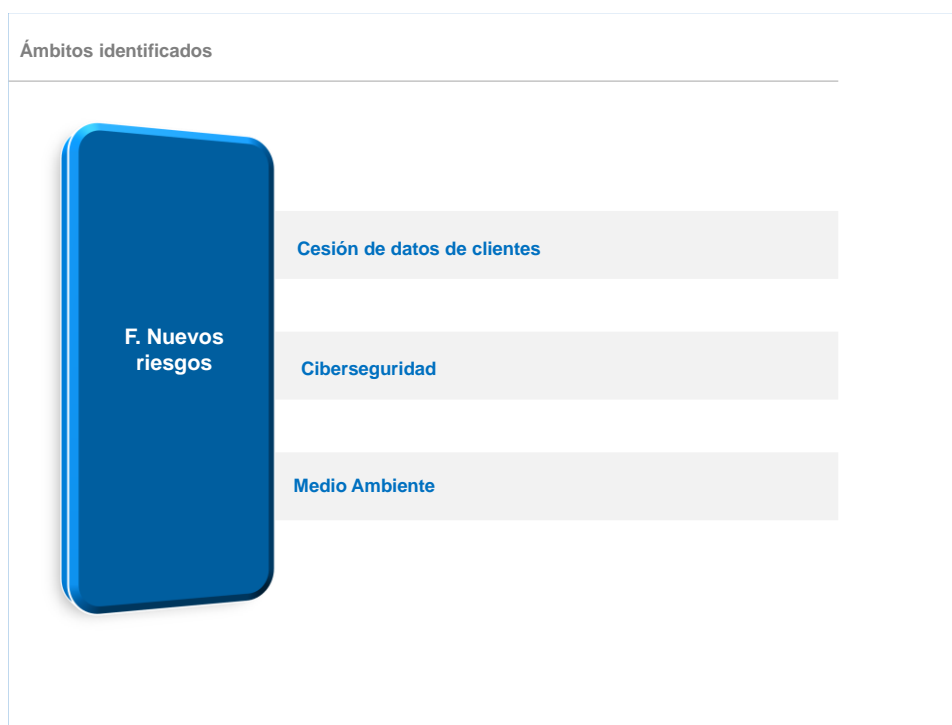 Ámbitos identificados
Cesión de datos de clientes
F. Nuevos
riesgos
Ciberseguridad
Medio Ambiente